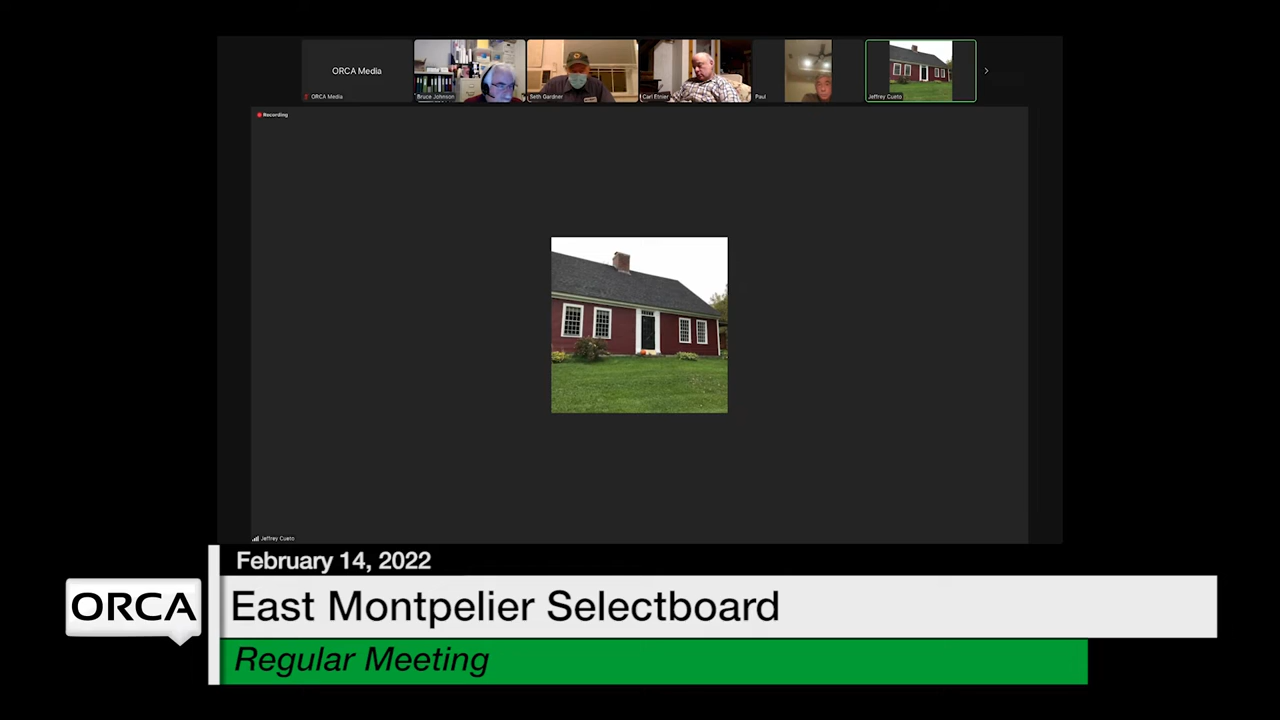 ORCA Media
ORCA Media
Bruce Johnson
Seth Gardner
Carl Etnier
Paul
Jeffrey Cueto
Recording
Jeffrey Cueto
February 14, 2022
ORCA
East Montpelier Selectboard
Regular Meeting